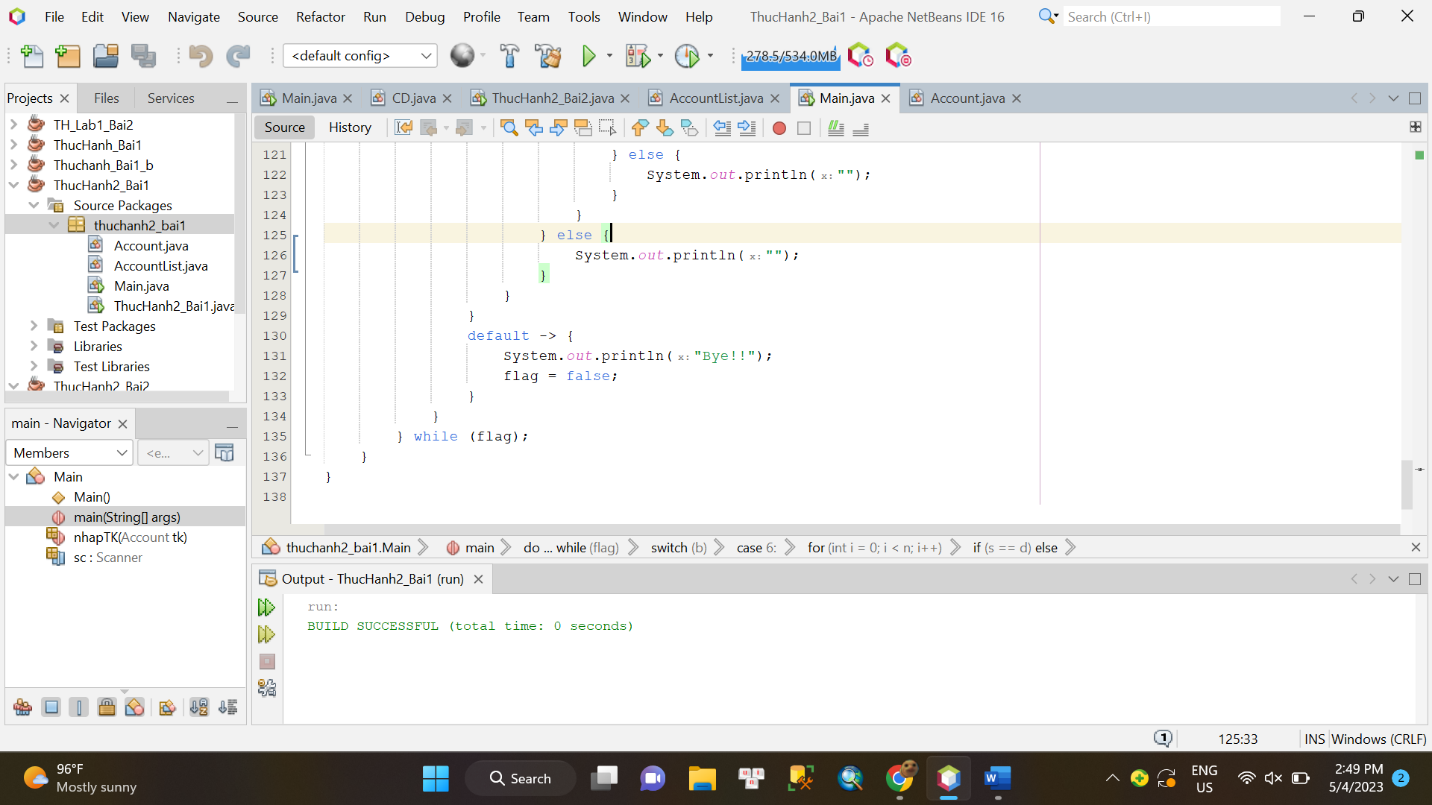 File Edit View Navigate Source Refactor Run Debug Profile Team Tools Window Help ThucHanh2_Bai1 - Apache NetBeans IDE 16 Search (Ctrl+I)
<default config> 278.5/534.0MB
Projects Files Services
Main.java CD.java ThucHanh2_Bai2.java AccountList.java Main.java Account.java
Source History
TH_Lab1_Bai2
ThucHanh_Bai1
Thuchanh_Bai1_b
ThucHanh2_Bai1
Source Packages
thuchanh2_bai1
Account.java
AccountList.java
Main.java
ThucHanh2_Bai1.java
Test Packages
Libraries
Test Libraries
ThucHanh2_Bai2
121 } else {
122 System.out.println( x: "");
123 }
124 }
125 } else {
126 System.out.println( x: "");
127 }
128 }
129 }
130 default -> {
131 System.out.println( x: "Bye!!");
132 flag = false;
133 }
134 }
135 } while (flag);
136 }
137 }
138
main - Navigator
Members <e...
Main
Main()
main(String[] args)
nhapTK(Account tk)
sc : Scanner
thuchanh2_bai1.Main main do ... while (flag) switch (b) case 6: for (int i = 0; i < n; i++) if (s == d) else
Output - ThucHanh2_Bai1 (run)
run:
BUILD SUCCESSFUL (total time: 0 seconds)
1 125:33 INS Windows (CRLF)
96°F
Mostly sunny
Search
ENG
US
2:49 PM
5/4/2023
2